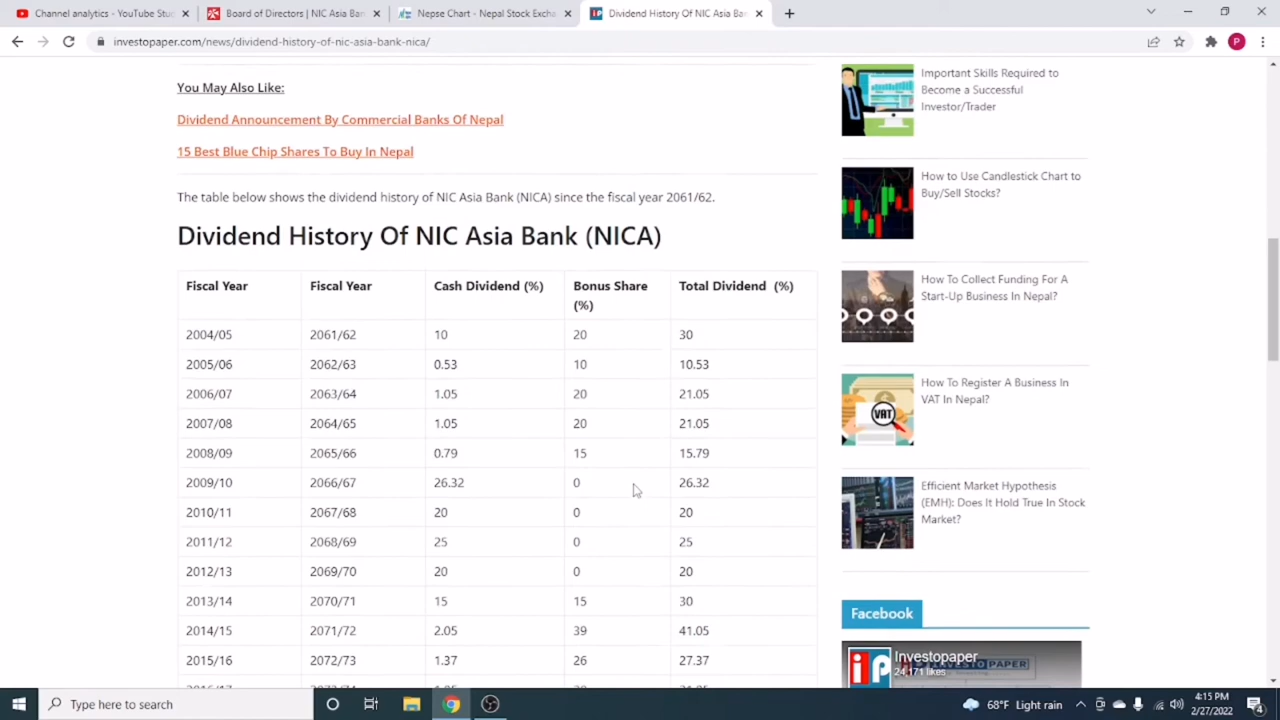 Channel analytics - YouTube Stu
Board of Directors | NIC Asia Ban
Nepse Chart - Nepal Stock Excha
Dividend History Of NIC Asia Ban
investopaper.com/news/dividend-history-of-nic-asia-bank-nica/
P
You May Also Like:
Dividend Announcement By Commercial Banks Of Nepal
15 Best Blue Chip Shares To Buy In Nepal
The table below shows the dividend history of NIC Asia Bank (NICA) since the fiscal year 2061/62.
Dividend History Of NIC Asia Bank (NICA)
Fiscal Year Fiscal Year Cash Dividend (%) Bonus Share (%) Total Dividend (%)
2004/05 2061/62 10 20 30
2005/06 2062/63 0.53 10 10.53
2006/07 2063/64 1.05 20 21.05
2007/08 2064/65 1.05 20 21.05
2008/09 2065/66 0.79 15 15.79
2009/10 2066/67 26.32 0 26.32
2010/11 2067/68 20 0 20
2011/12 2068/69 25 0 25
2012/13 2069/70 20 0 20
2013/14 2070/71 15 15 30
2014/15 2071/72 2.05 39 41.05
2015/16 2072/73 1.37 26 27.37
Important Skills Required to
Become a Successful
Investor/Trader
How to Use Candlestick Chart to
Buy/Sell Stocks?
How To Collect Funding For A
Start-Up Business In Nepal?
VAT
How To Register A Business In
VAT In Nepal?
Efficient Market Hypothesis
(EMH): Does It Hold True In Stock
Market?
Facebook
ip
Investopaper
24,171 likes
Type here to search
68°F Light rain
4:15 PM
2/27/2022
4